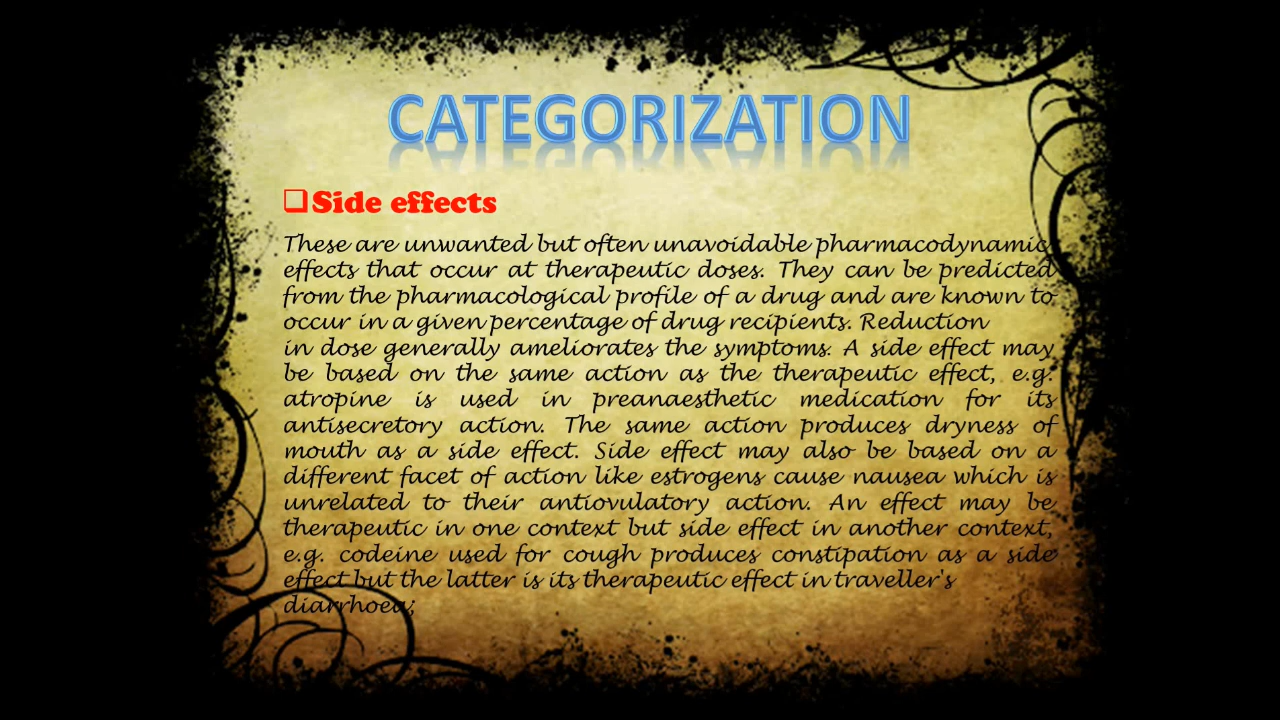 CATEGORIZATION
❑Side effects
These are unwanted but often unavoidable pharmacodynamic
effects that occur at therapeutic doses. They can be predicted
from the pharmacological profile of a drug and are known to
occur in a given percentage of drug recipients. Reduction
in dose generally ameliorates the symptoms. A side effect may
be based on the same action as the therapeutic effect, e.g.
atropine is used in preanaesthetic medication for its
antisecretory action. The same action produces dryness of
mouth as a side effect. Side effect may also be based on a
different facet of action like estrogens cause nausea which is
unrelated to their antiovulatory action. An effect may be
therapeutic in one context but side effect in another context,
e.g. codeine used for cough produces constipation as a side
effect but the latter is its therapeutic effect in traveller's
diarrhoea;